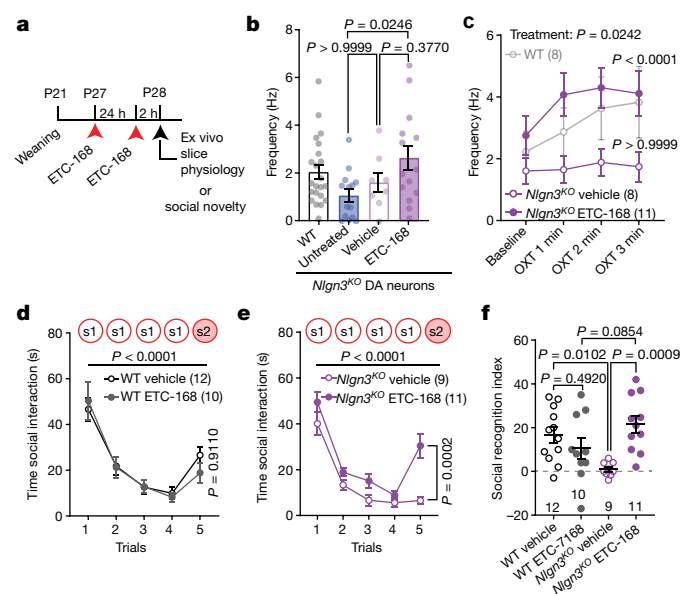 a
P21 P27 P28
24 h 2 h
Weaning
ETC-168
ETC-168
Ex vivo
slice
physiology
or
social novelty
b
P = 0.0246
P > 0.9999 P = 0.3770
Frequency (Hz)
8
6
4
2
0
WT
Untreated
Vehicle
ETC-168
Nlgn3KO DA neurons
c
Treatment: P = 0.0242
WT (8)
P < 0.0001
P > 0.9999
Frequency (Hz)
6
4
2
0
Nlgn3KO vehicle (8)
Nlgn3KO ETC-168 (11)
Baseline
OXT 1 min
OXT 2 min
OXT 3 min
d
s1 s1 s1 s1 s2
P < 0.0001
WT vehicle (12)
WT ETC-168 (10)
P = 0.9110
Time social interaction (s)
80
60
40
20
0
1 2 3 4 5
Trials
e
s1 s1 s1 s1 s2
P < 0.0001
Nlgn3KO vehicle (9)
Nlgn3KO ETC-168 (11)
P = 0.0002
Time social interaction (s)
80
60
40
20
0
1 2 3 4 5
Trials
f
P = 0.0854
P = 0.0102 P = 0.0009
P = 0.4920
Social recognition index
60
40
20
0
−20
12 10 9 11
WT vehicle
WT ETC-7168
Nlgn3KO vehicle
Nlgn3KO ETC-168